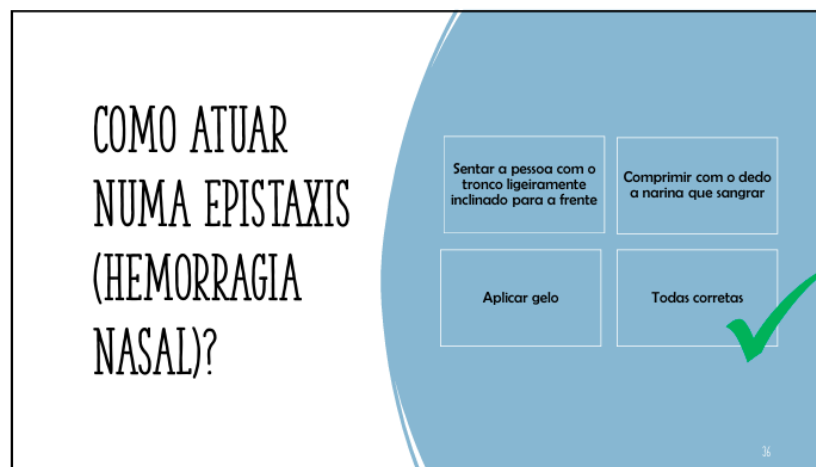 COMO ATUAR
NUMA EPISTAXIS
(HEMORRAGIA
NASAL)?
Sentar a pessoa com o
tronco ligeiramente
inclinado para a frente
Comprimir com o dedo
a narina que sangrar
Aplicar gelo
Todas corretas
36